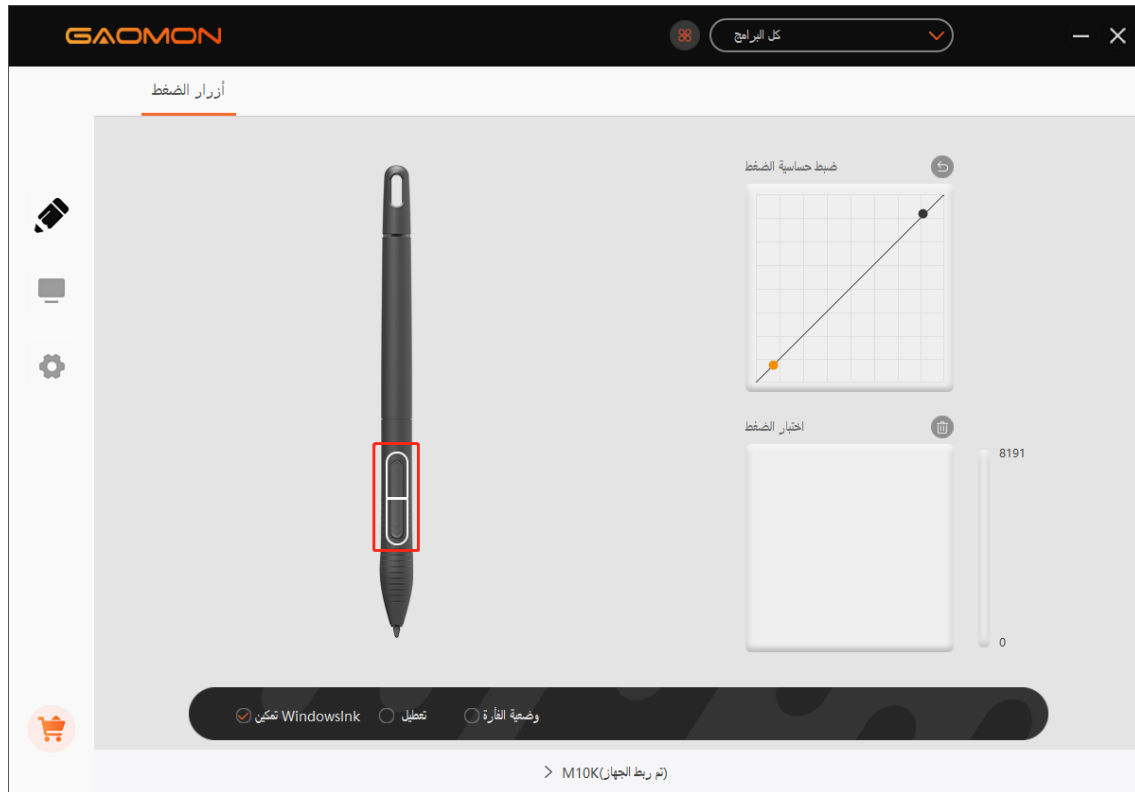 GAOMON
كل البرامج
أزرار الضغط
ضبط حساسية الضغط
اختبار الضغط
8191
0
تمكين WindowsInk
تعطيل
وضعية الفأرة
M10K(تم ربط الجهاز)